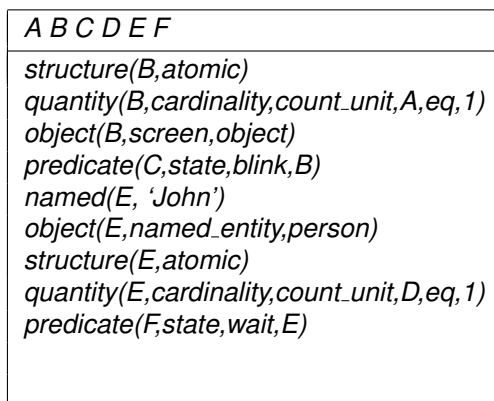 A B C D E F
structure(B,atomic)
quantity(B,cardinality,count_unit,A,eq,1)
object(B,screen,object)
predicate(C,state,blink,B)
named(E, ‘John’)
object(E,named_entity,person)
structure(E,atomic)
quantity(E,cardinality,count_unit,D,eq,1)
predicate(F,state,wait,E)